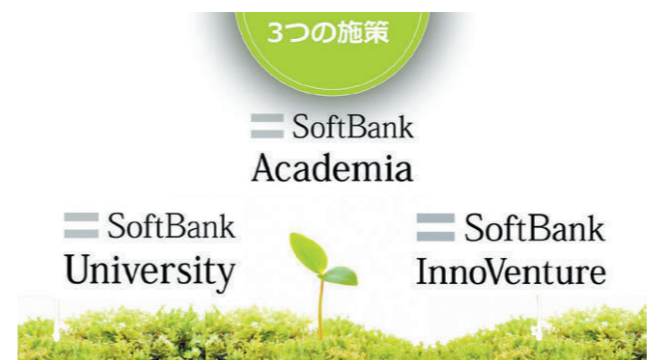 3つの施策
SoftBank
Academia
SoftBank
University
SoftBank
InnoVenture